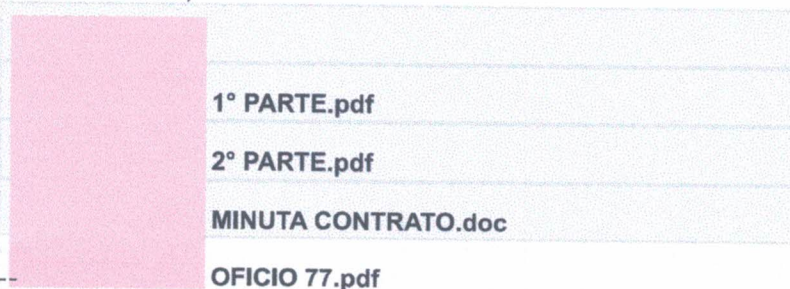 1° PARTE.pdf
2° PARTE.pdf
MINUTA CONTRATO.doc
OFICIO 77.pdf